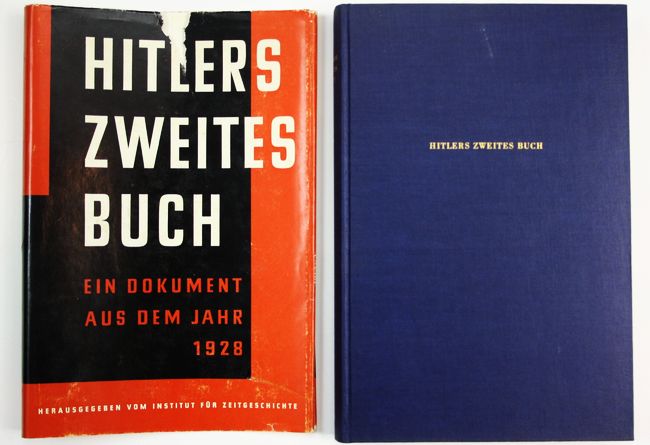 HITLERS
ZWEITES
BUCH
EIN DOKUMENT
AUS DEM JAHR
1928
HERAUSGEGEBEN VOM INSTITUT FÜR ZEITGESCHICHTE
HITLERS ZWEITES BUCH